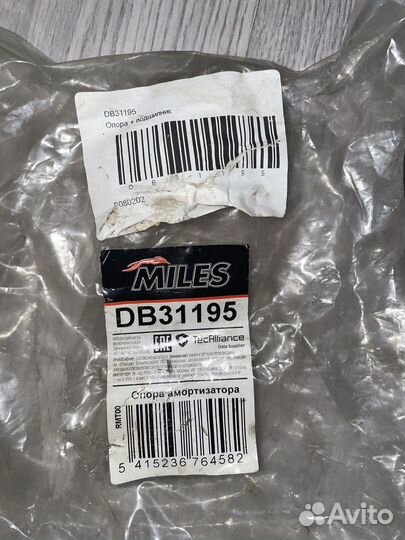 DB31195
Опора + подшипник
D B 3 1 1 9 5
MILES
DB31195
EAC
TecAlliance
Data Supplier
RMT00
Опора амортизатора
5 415236 764582
Avito